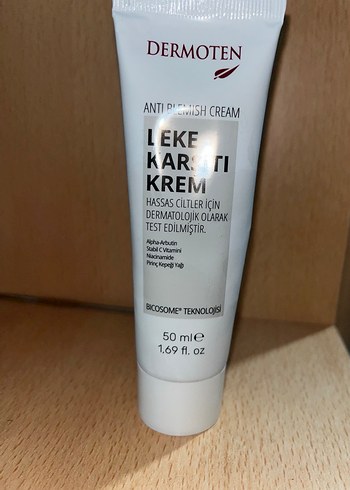 DERMOTEN
ANTI BLEMISH CREAM
LEKE
KARŞITI
KREM
HASSAS CİLTLER İÇİN
DERMATOLOJİK OLARAK
TEST EDİLMİŞTİR.
Alpha-Arbutin
Stabil C Vitamini
Niacinamide
Pirinç Kepeği Yağı
BICOSOME® TEKNOLOJİSİ
50 ml℮
1,69 fl. oz